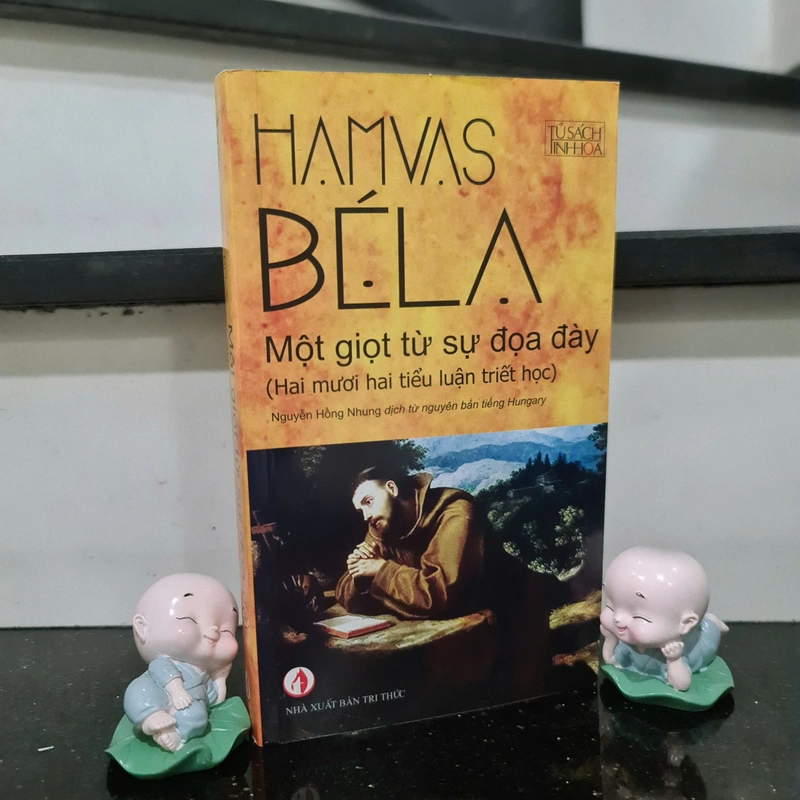 HAMVAS
TỦ SÁCH
TINH HOA
BÉLA
Một giọt từ sự đọa đày
(Hai mươi hai tiểu luận triết học)
Nguyễn Hồng Nhung dịch từ nguyên bản tiếng Hungary
NHÀ XUẤT BẢN TRI THỨC